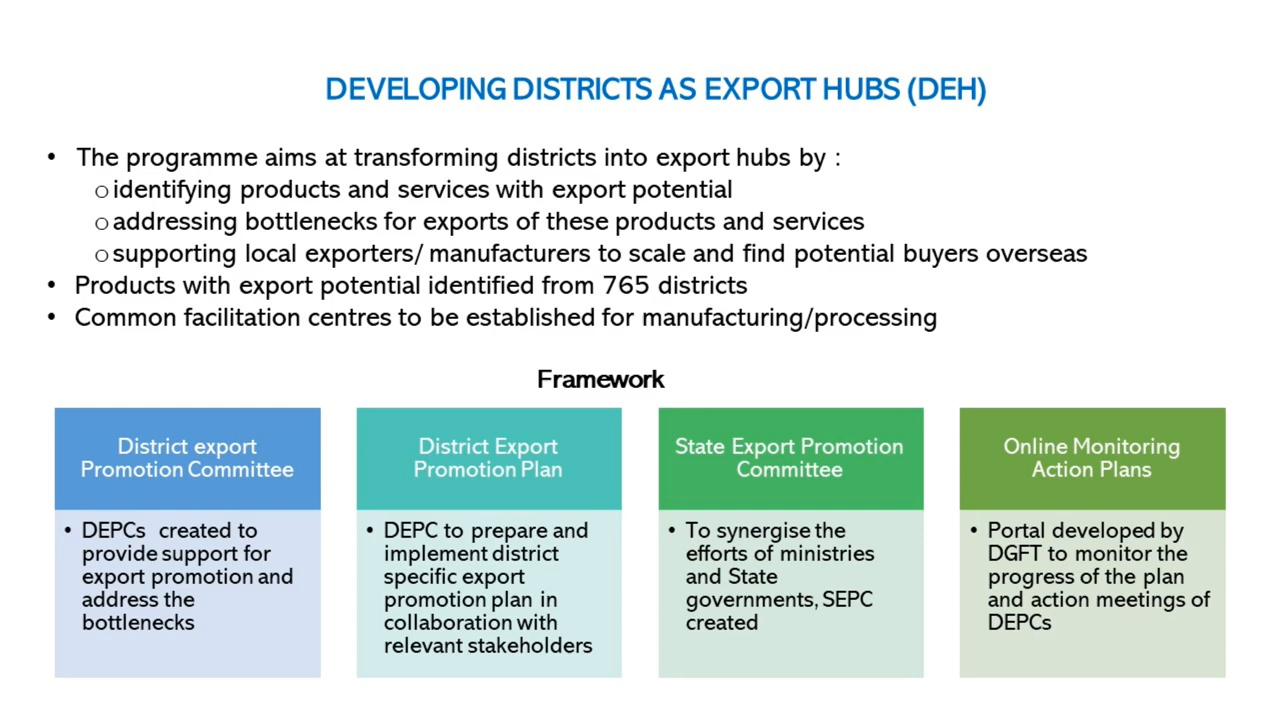 DEVELOPING DISTRICTS AS EXPORT HUBS (DEH)
• The programme aims at transforming districts into export hubs by :
o identifying products and services with export potential
o addressing bottlenecks for exports of these products and services
o supporting local exporters/ manufacturers to scale and find potential buyers overseas
• Products with export potential identified from 765 districts
• Common facilitation centres to be established for manufacturing/processing
Framework
District export
Promotion Committee
• DEPCs created to
provide support for
export promotion and
address the
bottlenecks
District Export
Promotion Plan
• DEPC to prepare and
implement district
specific export
promotion plan in
collaboration with
relevant stakeholders
State Export Promotion
Committee
• To synergise the
efforts of ministries
and State
governments, SEPC
created
Online Monitoring
Action Plans
• Portal developed by
DGFT to monitor the
progress of the plan
and action meetings of
DEPCs